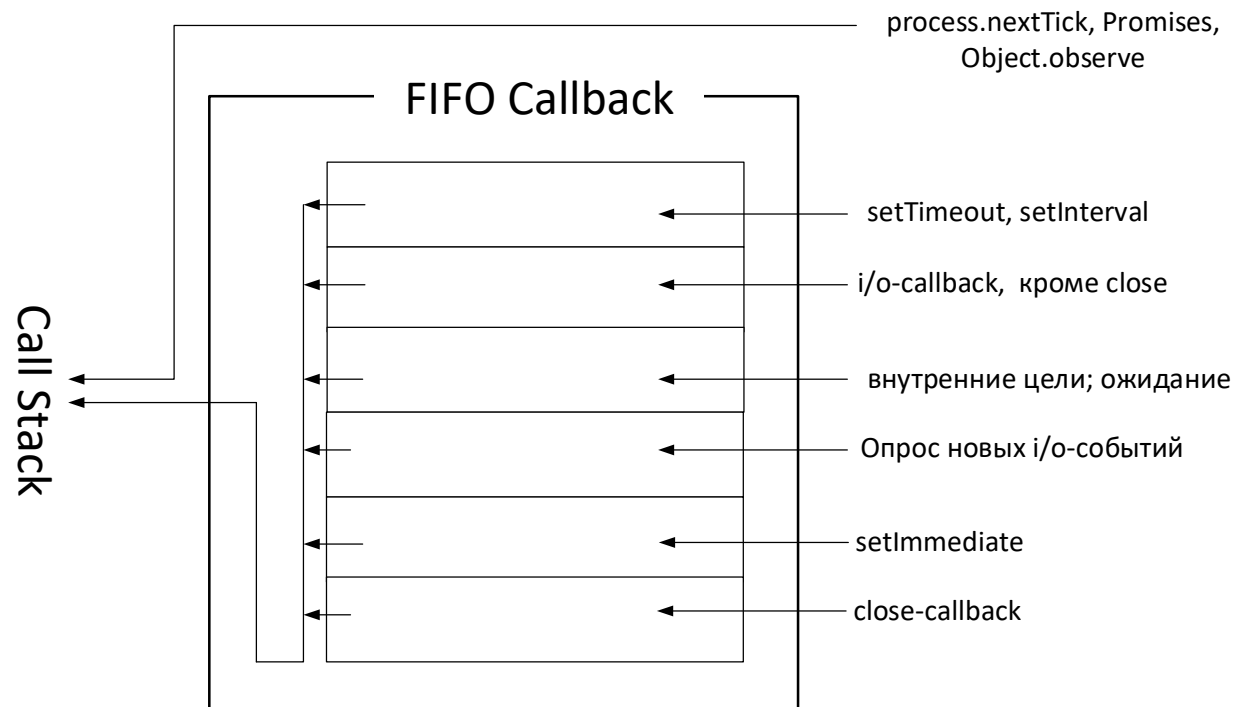 process.nextTick, Promises,
Object.observe
FIFO Callback
setTimeout, setInterval
i/o-callback, кроме close
Call Stack
внутренние цели; ожидание
Опрос новых i/o-событий
setImmediate
close-callback